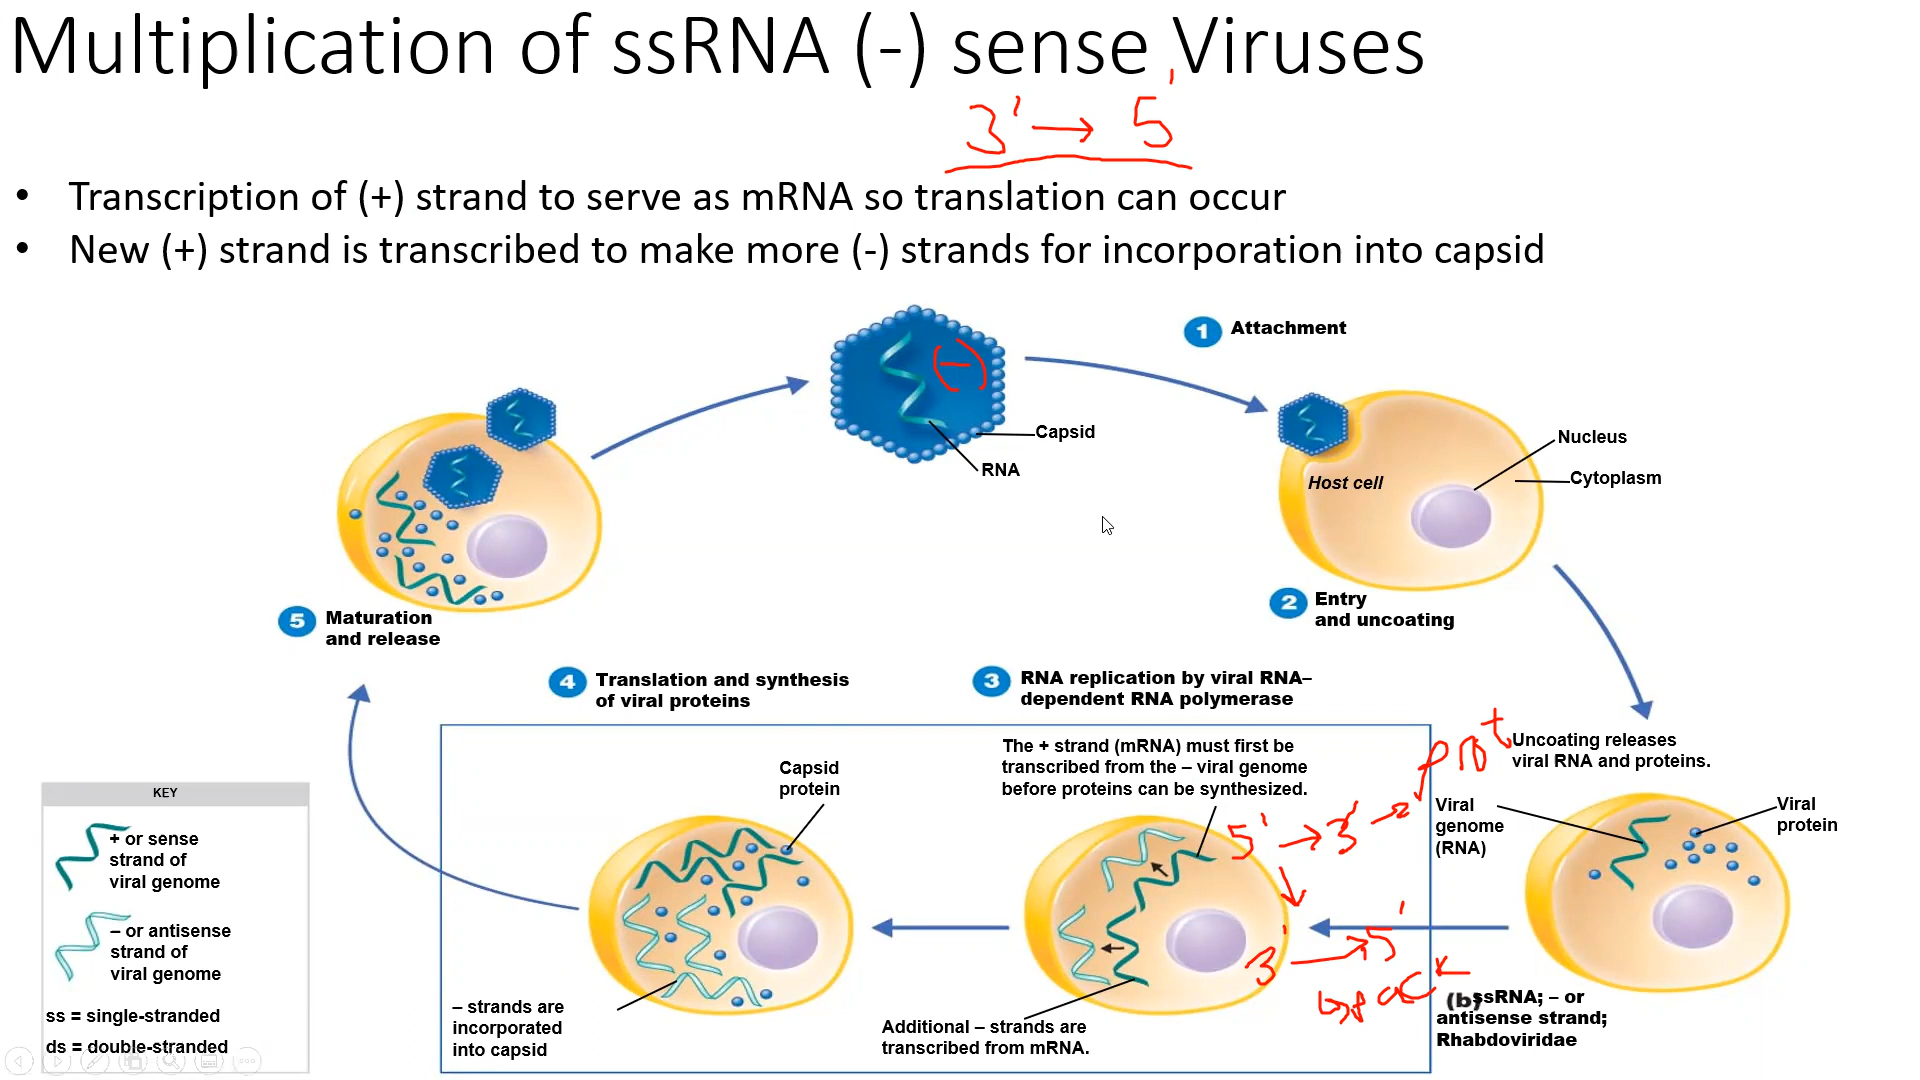 Multiplication of ssRNA (-) sense Viruses
3' → 5'
• Transcription of (+) strand to serve as mRNA so translation can occur
• New (+) strand is transcribed to make more (-) strands for incorporation into capsid
(-)
Capsid
RNA
1 Attachment
Nucleus
Cytoplasm
Host cell
2 Entry
and uncoating
Uncoating releases
viral RNA and proteins.
Viral
genome
(RNA)
Viral
protein
(b) ssRNA; – or
antisense strand;
Rhabdoviridae
3 RNA replication by viral RNA–
dependent RNA polymerase
The + strand (mRNA) must first be
transcribed from the – viral genome
before proteins can be synthesized.
5' → 3' → prot
3' → 5'
Additional – strands are
transcribed from mRNA.
4 Translation and synthesis
of viral proteins
Capsid
protein
– strands are
incorporated
into capsid
5 Maturation
and release
KEY
+ or sense
strand of
viral genome
– or antisense
strand of
viral genome
ss = single-stranded
ds = double-stranded